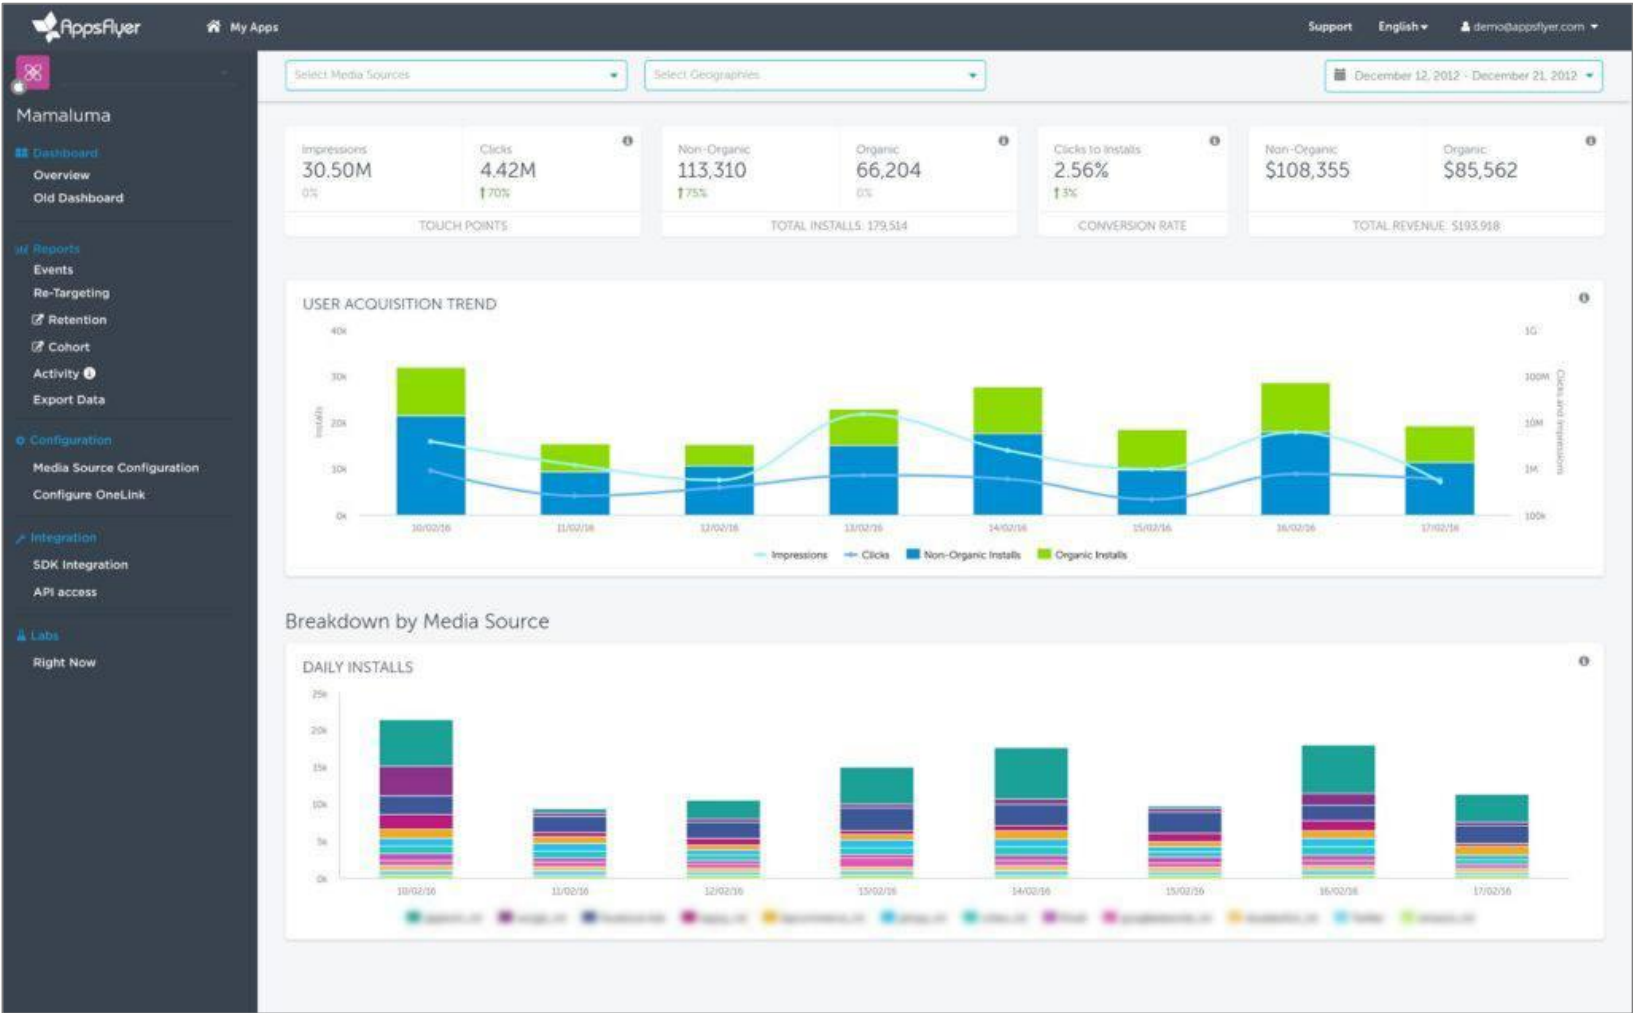 AppsFlyer My Apps Support English demo@appsflyer.com
Select Media Sources Select Geographies December 12, 2012 - December 21, 2012
Mamaluma
Dashboard
Overview
Old Dashboard
Reports
Events
Re-Targeting
Retention
Cohort
Activity
Export Data
Configuration
Media Source Configuration
Configure OneLink
Integration
SDK Integration
API access
Labs
Right Now
Impressions Clicks Non-Organic Organic Clicks to Installs Non-Organic Organic
30.50M 4.42M 113,310 66,204 2.56% $108,355 $85,562
0% 70% 75% 0% 3%
TOUCH POINTS TOTAL INSTALLS: 179,514 CONVERSION RATE TOTAL REVENUE: $193,918
USER ACQUISITION TREND
40k 1G
30k 100M
20k 10M
10k 1M
0k 100k
Installs
Clicks and Impressions
10/02/16 11/02/16 12/02/16 13/02/16 14/02/16 15/02/16 16/02/16 17/02/16
Impressions Clicks Non-Organic Installs Organic Installs
Breakdown by Media Source
DAILY INSTALLS
25k
20k
15k
10k
5k
0k
10/02/16 11/02/16 12/02/16 13/02/16 14/02/16 15/02/16 16/02/16 17/02/16